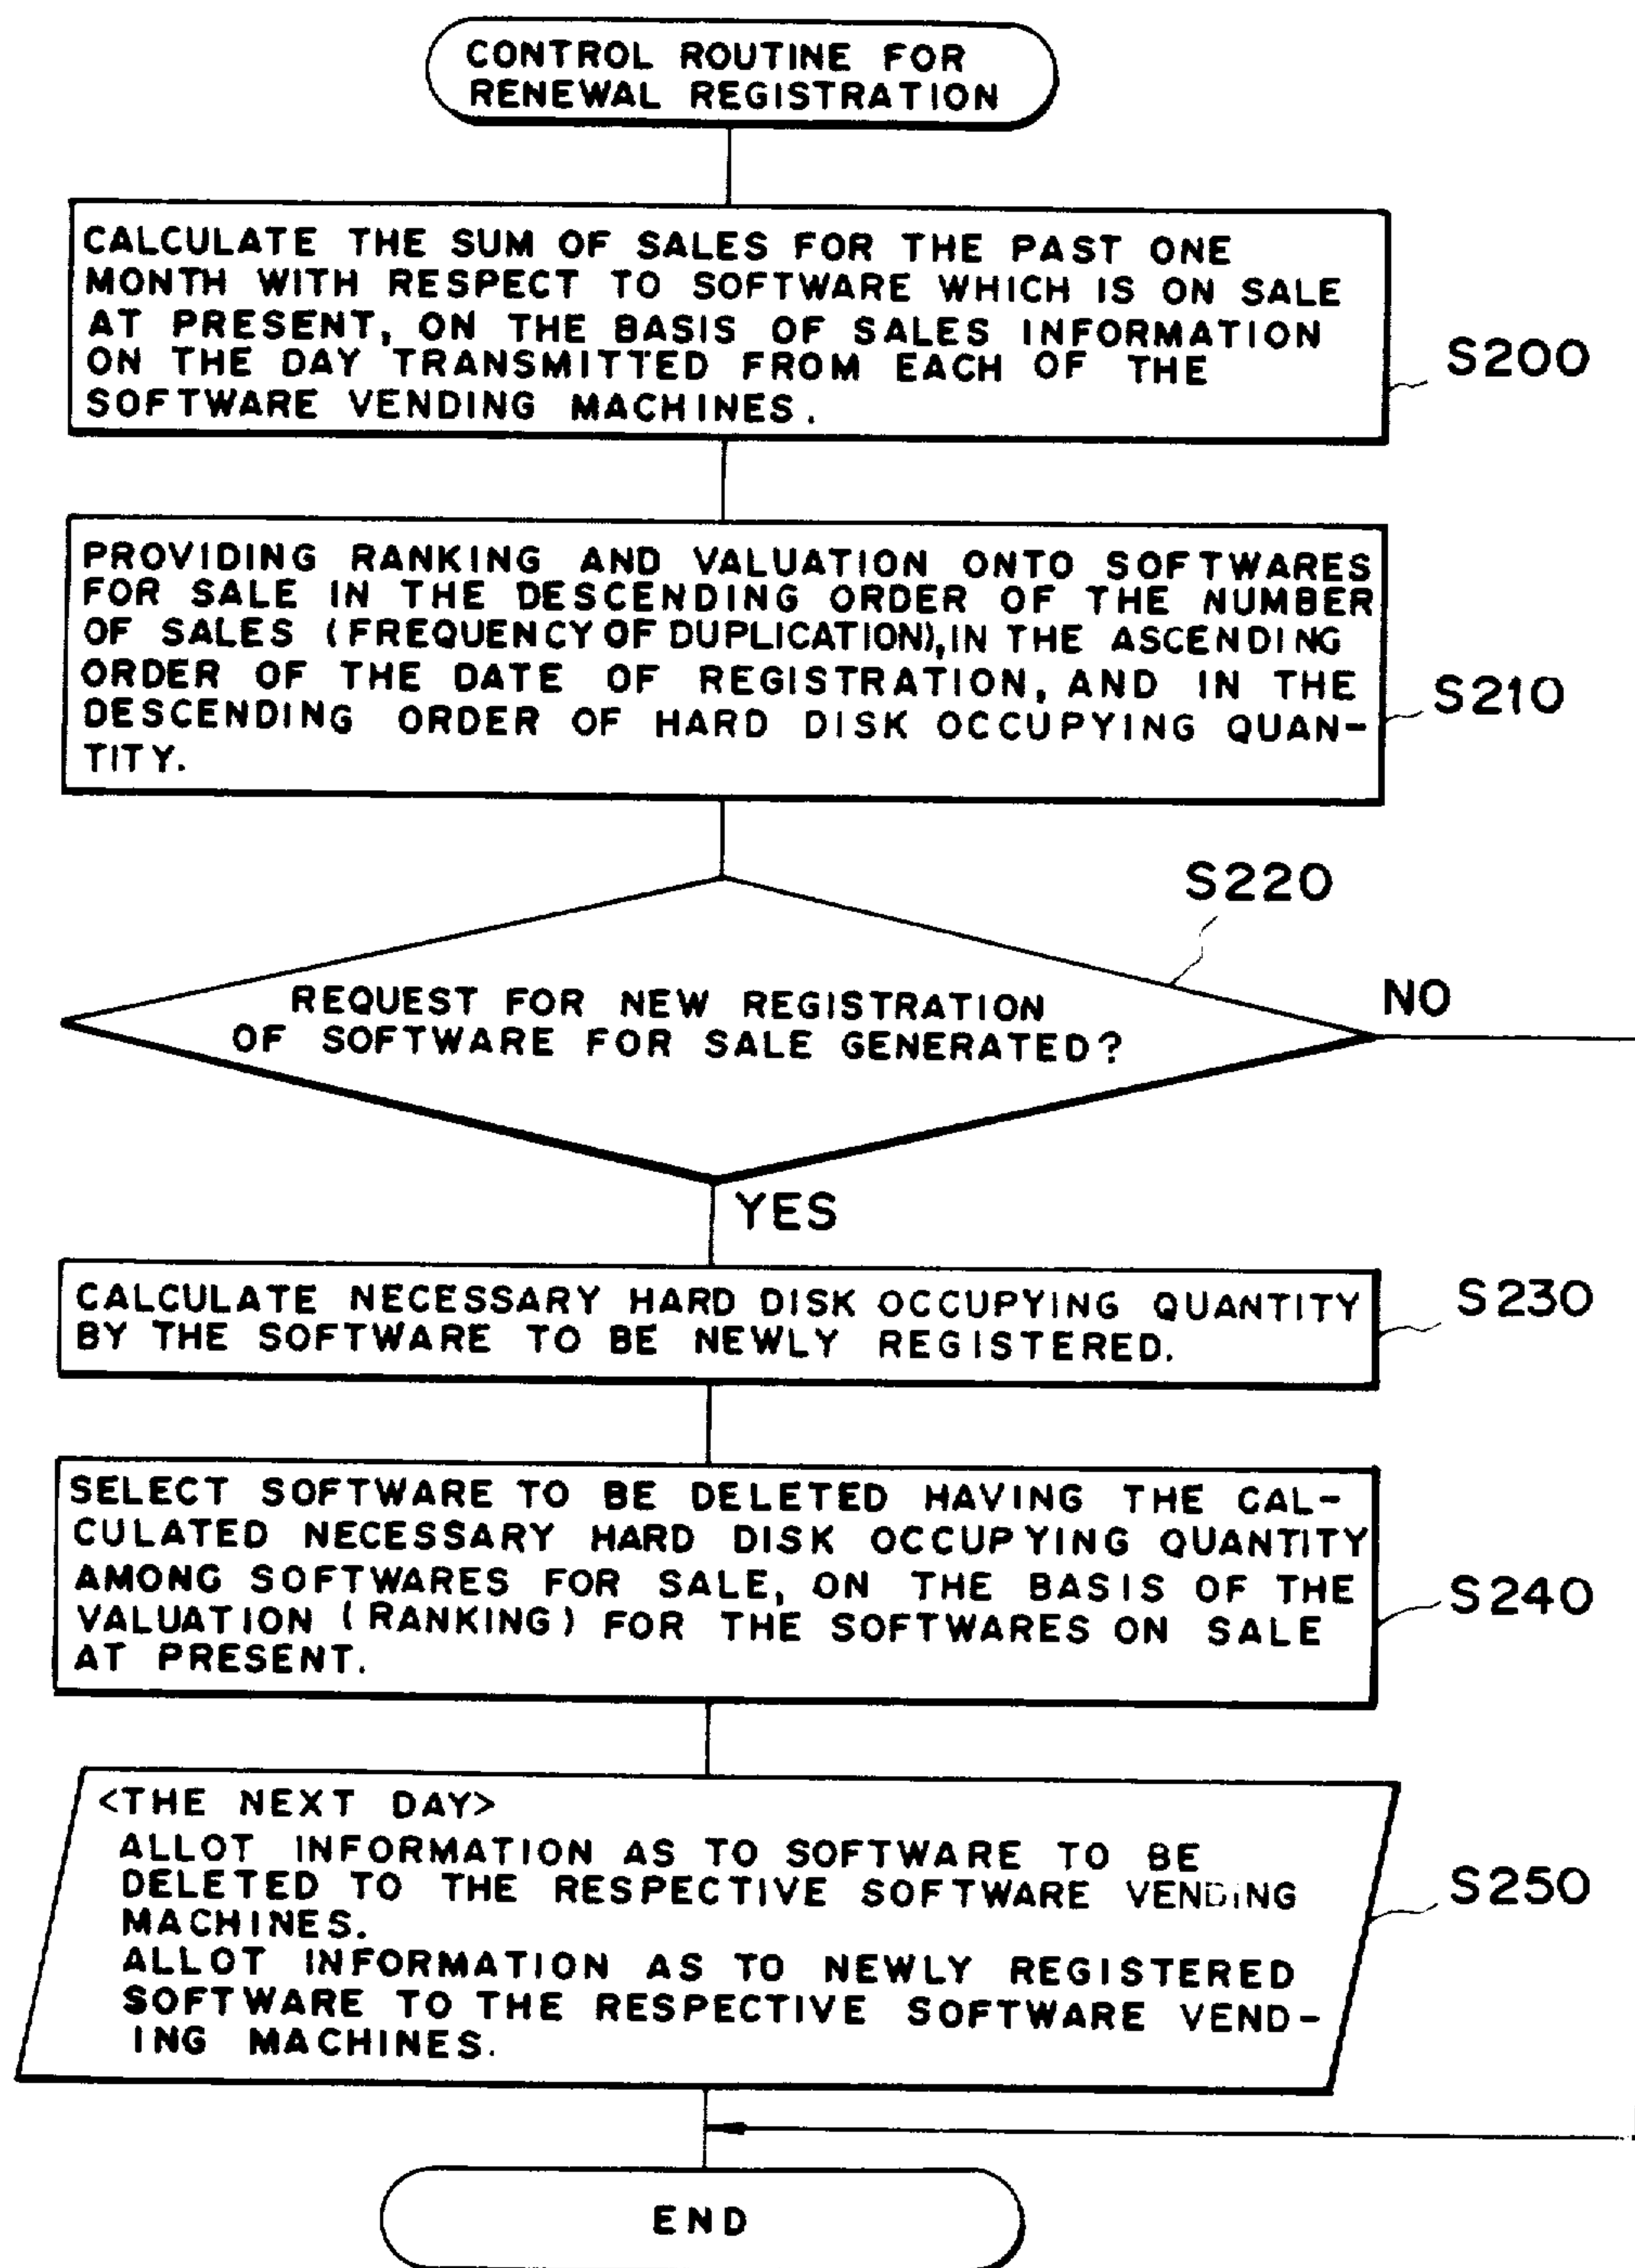 CONTROL ROUTINE FOR
RENEWAL REGISTRATION
CALCULATE THE SUM OF SALES FOR THE PAST ONE
MONTH WITH RESPECT TO SOFTWARE WHICH IS ON SALE
AT PRESENT, ON THE BASIS OF SALES INFORMATION
ON THE DAY TRANSMITTED FROM EACH OF THE
SOFTWARE VENDING MACHINES.
S200
PROVIDING RANKING AND VALUATION ONTO SOFTWARES
FOR SALE IN THE DESCENDING ORDER OF THE NUMBER
OF SALES (FREQUENCY OF DUPLICATION), IN THE ASCENDING
ORDER OF THE DATE OF REGISTRATION, AND IN THE
DESCENDING ORDER OF HARD DISK OCCUPYING QUAN-
TITY.
S210
S220
REQUEST FOR NEW REGISTRATION
OF SOFTWARE FOR SALE GENERATED?
NO
YES
CALCULATE NECESSARY HARD DISK OCCUPYING QUANTITY
BY THE SOFTWARE TO BE NEWLY REGISTERED.
S230
SELECT SOFTWARE TO BE DELETED HAVING THE CAL-
CULATED NECESSARY HARD DISK OCCUPYING QUANTITY
AMONG SOFTWARES FOR SALE, ON THE BASIS OF THE
VALUATION (RANKING) FOR THE SOFTWARES ON SALE
AT PRESENT.
S240
<THE NEXT DAY>
ALLOT INFORMATION AS TO SOFTWARE TO BE
DELETED TO THE RESPECTIVE SOFTWARE VENDING
MACHINES.
ALLOT INFORMATION AS TO NEWLY REGISTERED
SOFTWARE TO THE RESPECTIVE SOFTWARE VEND-
ING MACHINES.
S250
END